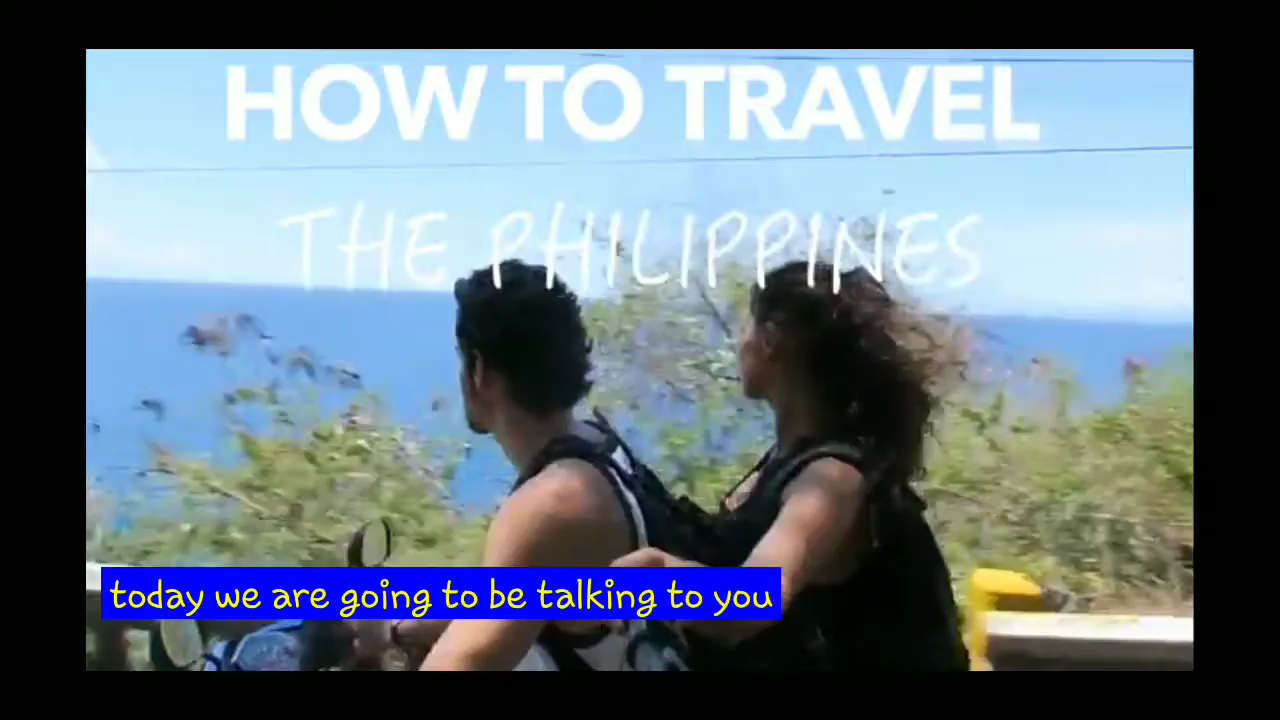 HOW TO TRAVEL
THE PHILIPPINES
today we are going to be talking to you